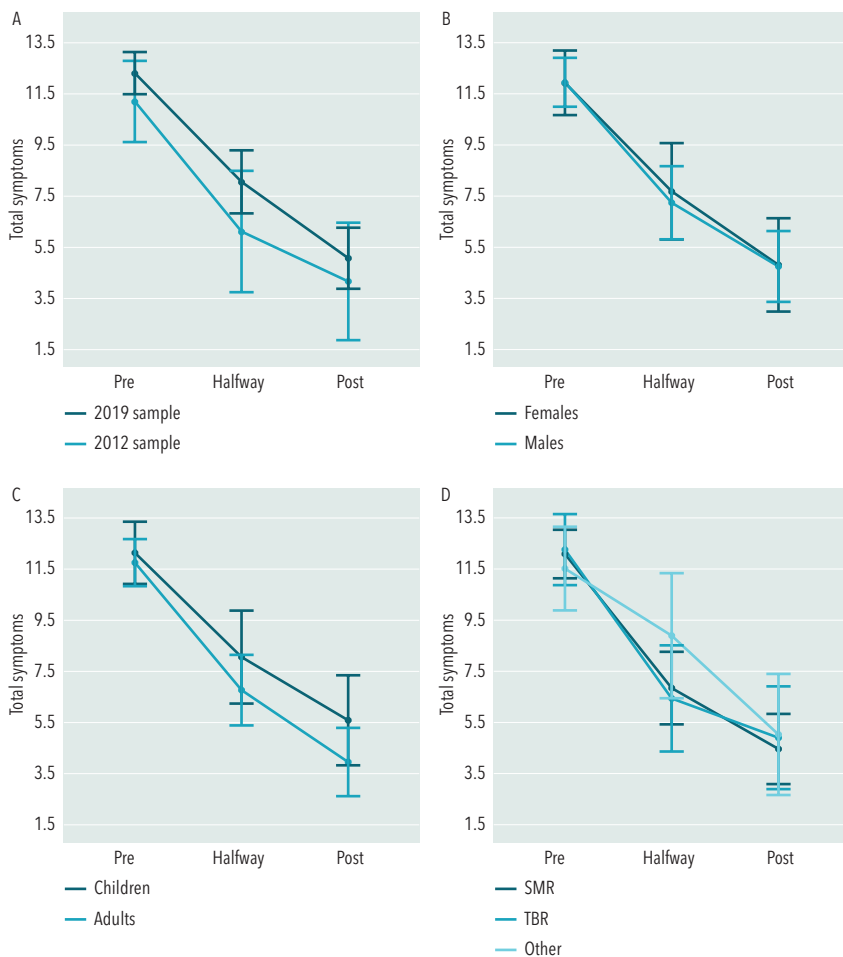 A
Total symptoms
13.5
11.5
9.5
7.5
5.5
3.5
1.5
Pre Halfway Post
2019 sample
2012 sample
B
Total symptoms
13.5
11.5
9.5
7.5
5.5
3.5
1.5
Pre Halfway Post
Females
Males
C
Total symptoms
13.5
11.5
9.5
7.5
5.5
3.5
1.5
Pre Halfway Post
Children
Adults
D
Total symptoms
13.5
11.5
9.5
7.5
5.5
3.5
1.5
Pre Halfway Post
SMR
TBR
Other